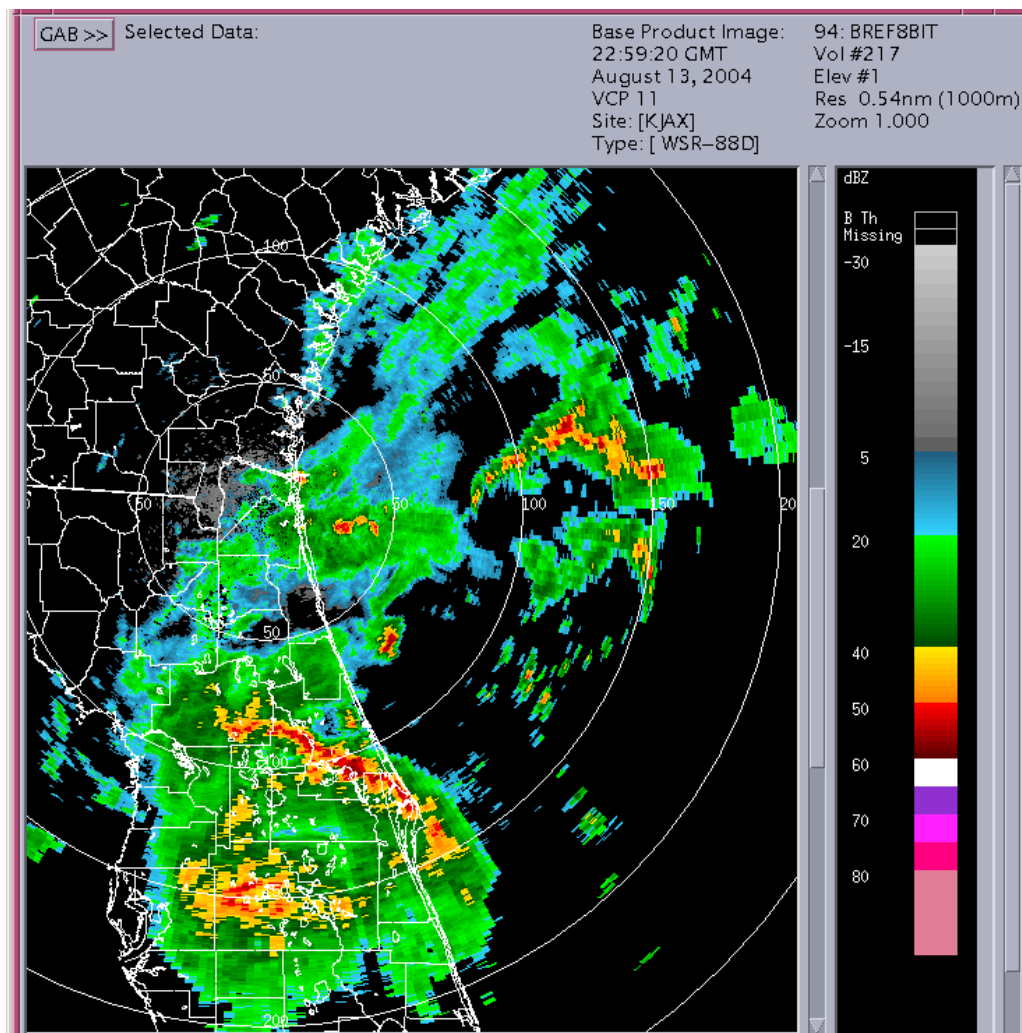 GAB >>
Selected Data:
Base Product Image:
22:59:20 GMT
August 13, 2004
VCP 11
Site: [KJAX]
Type: [ WSR-88D]
94: BREF8BIT
Vol #217
Elev #1
Res 0.54nm (1000m)
Zoom 1.000
100
50
50
50
100
150
20
50
100
150
200
dBZ
B Th
Missing
-30
-15
5
20
40
50
60
70
80